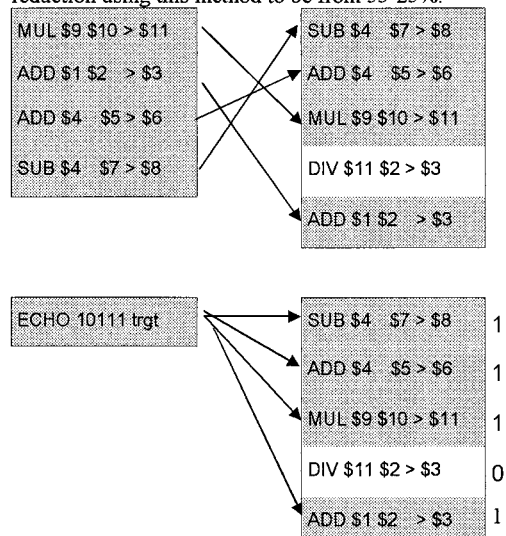 reduction using this method to be from 35-25%.
MUL $9 $10 > $11
ADD $1 $2 > $3
ADD $4 $5 > $6
SUB $4 $7 > $8
SUB $4 $7 > $8
ADD $4 $5 > $6
MUL $9 $10 > $11
DIV $11 $2 > $3
ADD $1 $2 > $3
ECHO 10111 trgt
SUB $4 $7 > $8 1
ADD $4 $5 > $6 1
MUL $9 $10 > $11 1
DIV $11 $2 > $3 0
ADD $1 $2 > $3 1